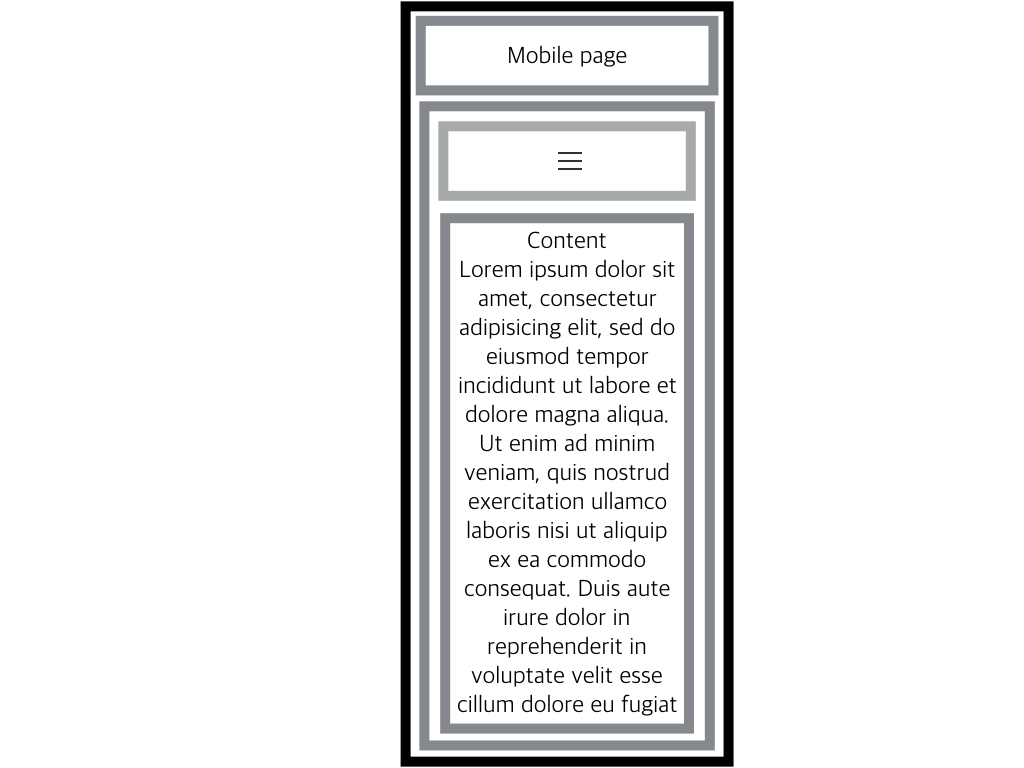 Mobile page
Content
Lorem ipsum dolor sit
amet, consectetur
adipisicing elit, sed do
eiusmod tempor
incididunt ut labore et
dolore magna aliqua.
Ut enim ad minim
veniam, quis nostrud
exercitation ullamco
laboris nisi ut aliquip
ex ea commodo
consequat. Duis aute
irure dolor in
reprehenderit in
voluptate velit esse
cillum dolore eu fugiat